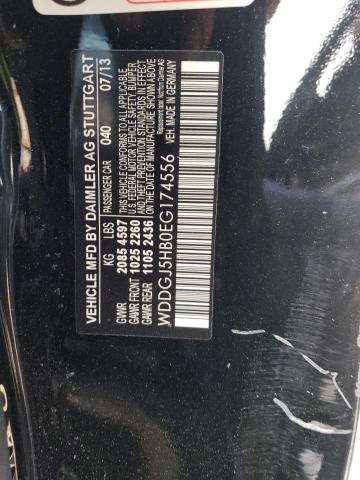 VEHICLE MFD BY DAIMLER AG STUTTGART
KG LBS PASSENGER CAR 040 07/13
GVWR 2085 4597
GAWR FRONT 1025 2260
GAWR REAR 1105 2436
THIS VEHICLE CONFORMS TO ALL APPLICABLE
U.S. FEDERAL MOTOR VEHICLE SAFETY, BUMPER
AND THEFT PREVENTION STANDARDS IN EFFECT
ON THE DATE OF MANUFACTURE SHOWN ABOVE
VEH. MADE IN GERMANY
WDDGJ5HB0EG174556